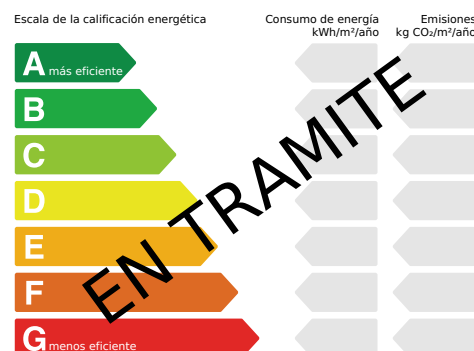 Escala de la calificación energética
Consumo de energía
kWh/m²/año
Emisiones
kg CO₂/m²/año
A más eficiente
B
C
D
E
F
G menos eficiente
EN TRAMITE